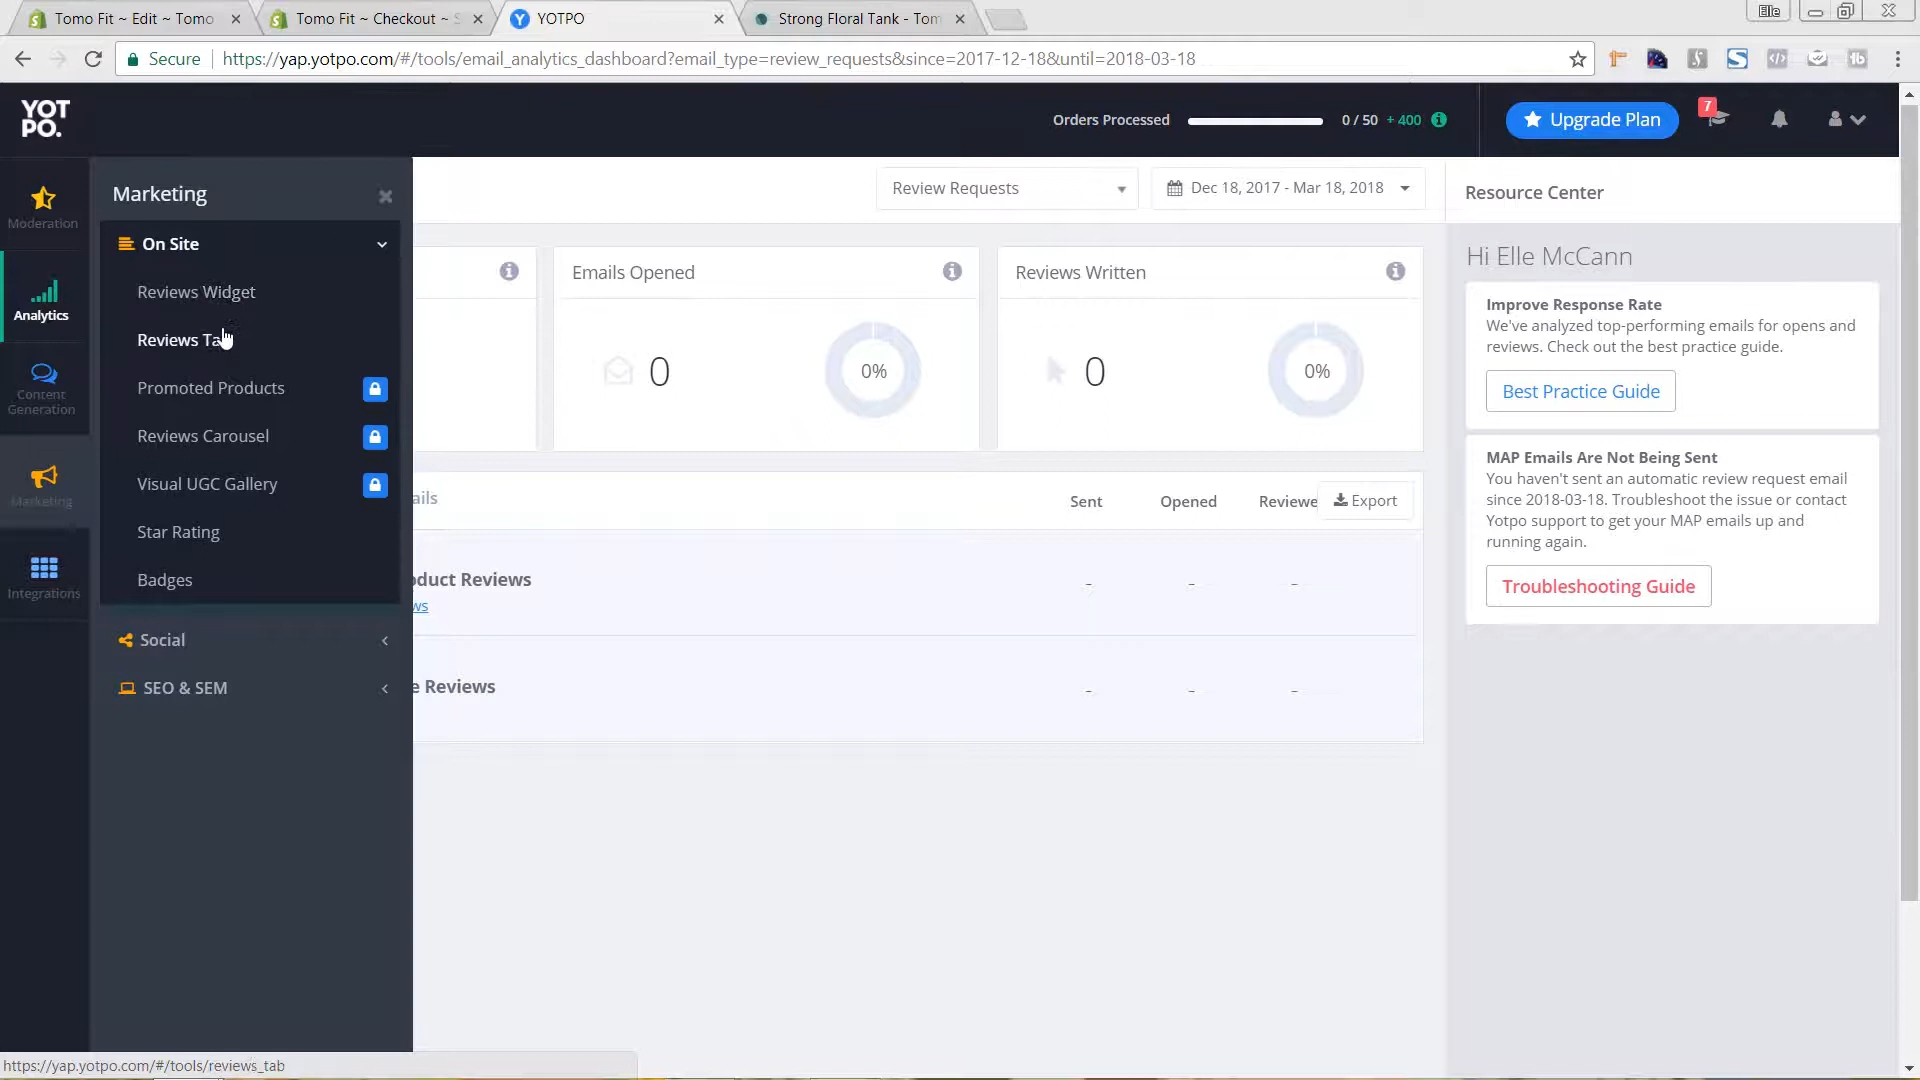 Tomo Fit ~ Edit ~ Tomo
Tomo Fit ~ Checkout ~ S
YOTPO
Strong Floral Tank - Tom
Elle
Secure
https://yap.yotpo.com/#/tools/email_analytics_dashboard?email_type=review_requests&since=2017-12-18&until=2018-03-18
YOT
PO.
Orders Processed
0 / 50 + 400
Upgrade Plan
7
Moderation
Analytics
Content
Generation
Marketing
Integrations
Marketing
On Site
Reviews Widget
Reviews Ta
Promoted Products
Reviews Carousel
Visual UGC Gallery
Star Rating
Badges
Social
SEO & SEM
Review Requests
Dec 18, 2017 - Mar 18, 2018
Emails Opened
0
0%
Reviews Written
0
0%
ails
Sent
Opened
Reviewe
Export
oduct Reviews
ws
e Reviews
-
-
-
-
-
-
Resource Center
Hi Elle McCann
Improve Response Rate
We've analyzed top-performing emails for opens and
reviews. Check out the best practice guide.
Best Practice Guide
MAP Emails Are Not Being Sent
You haven't sent an automatic review request email
since 2018-03-18. Troubleshoot the issue or contact
Yotpo support to get your MAP emails up and
running again.
Troubleshooting Guide
https://yap.yotpo.com/#/tools/reviews_tab